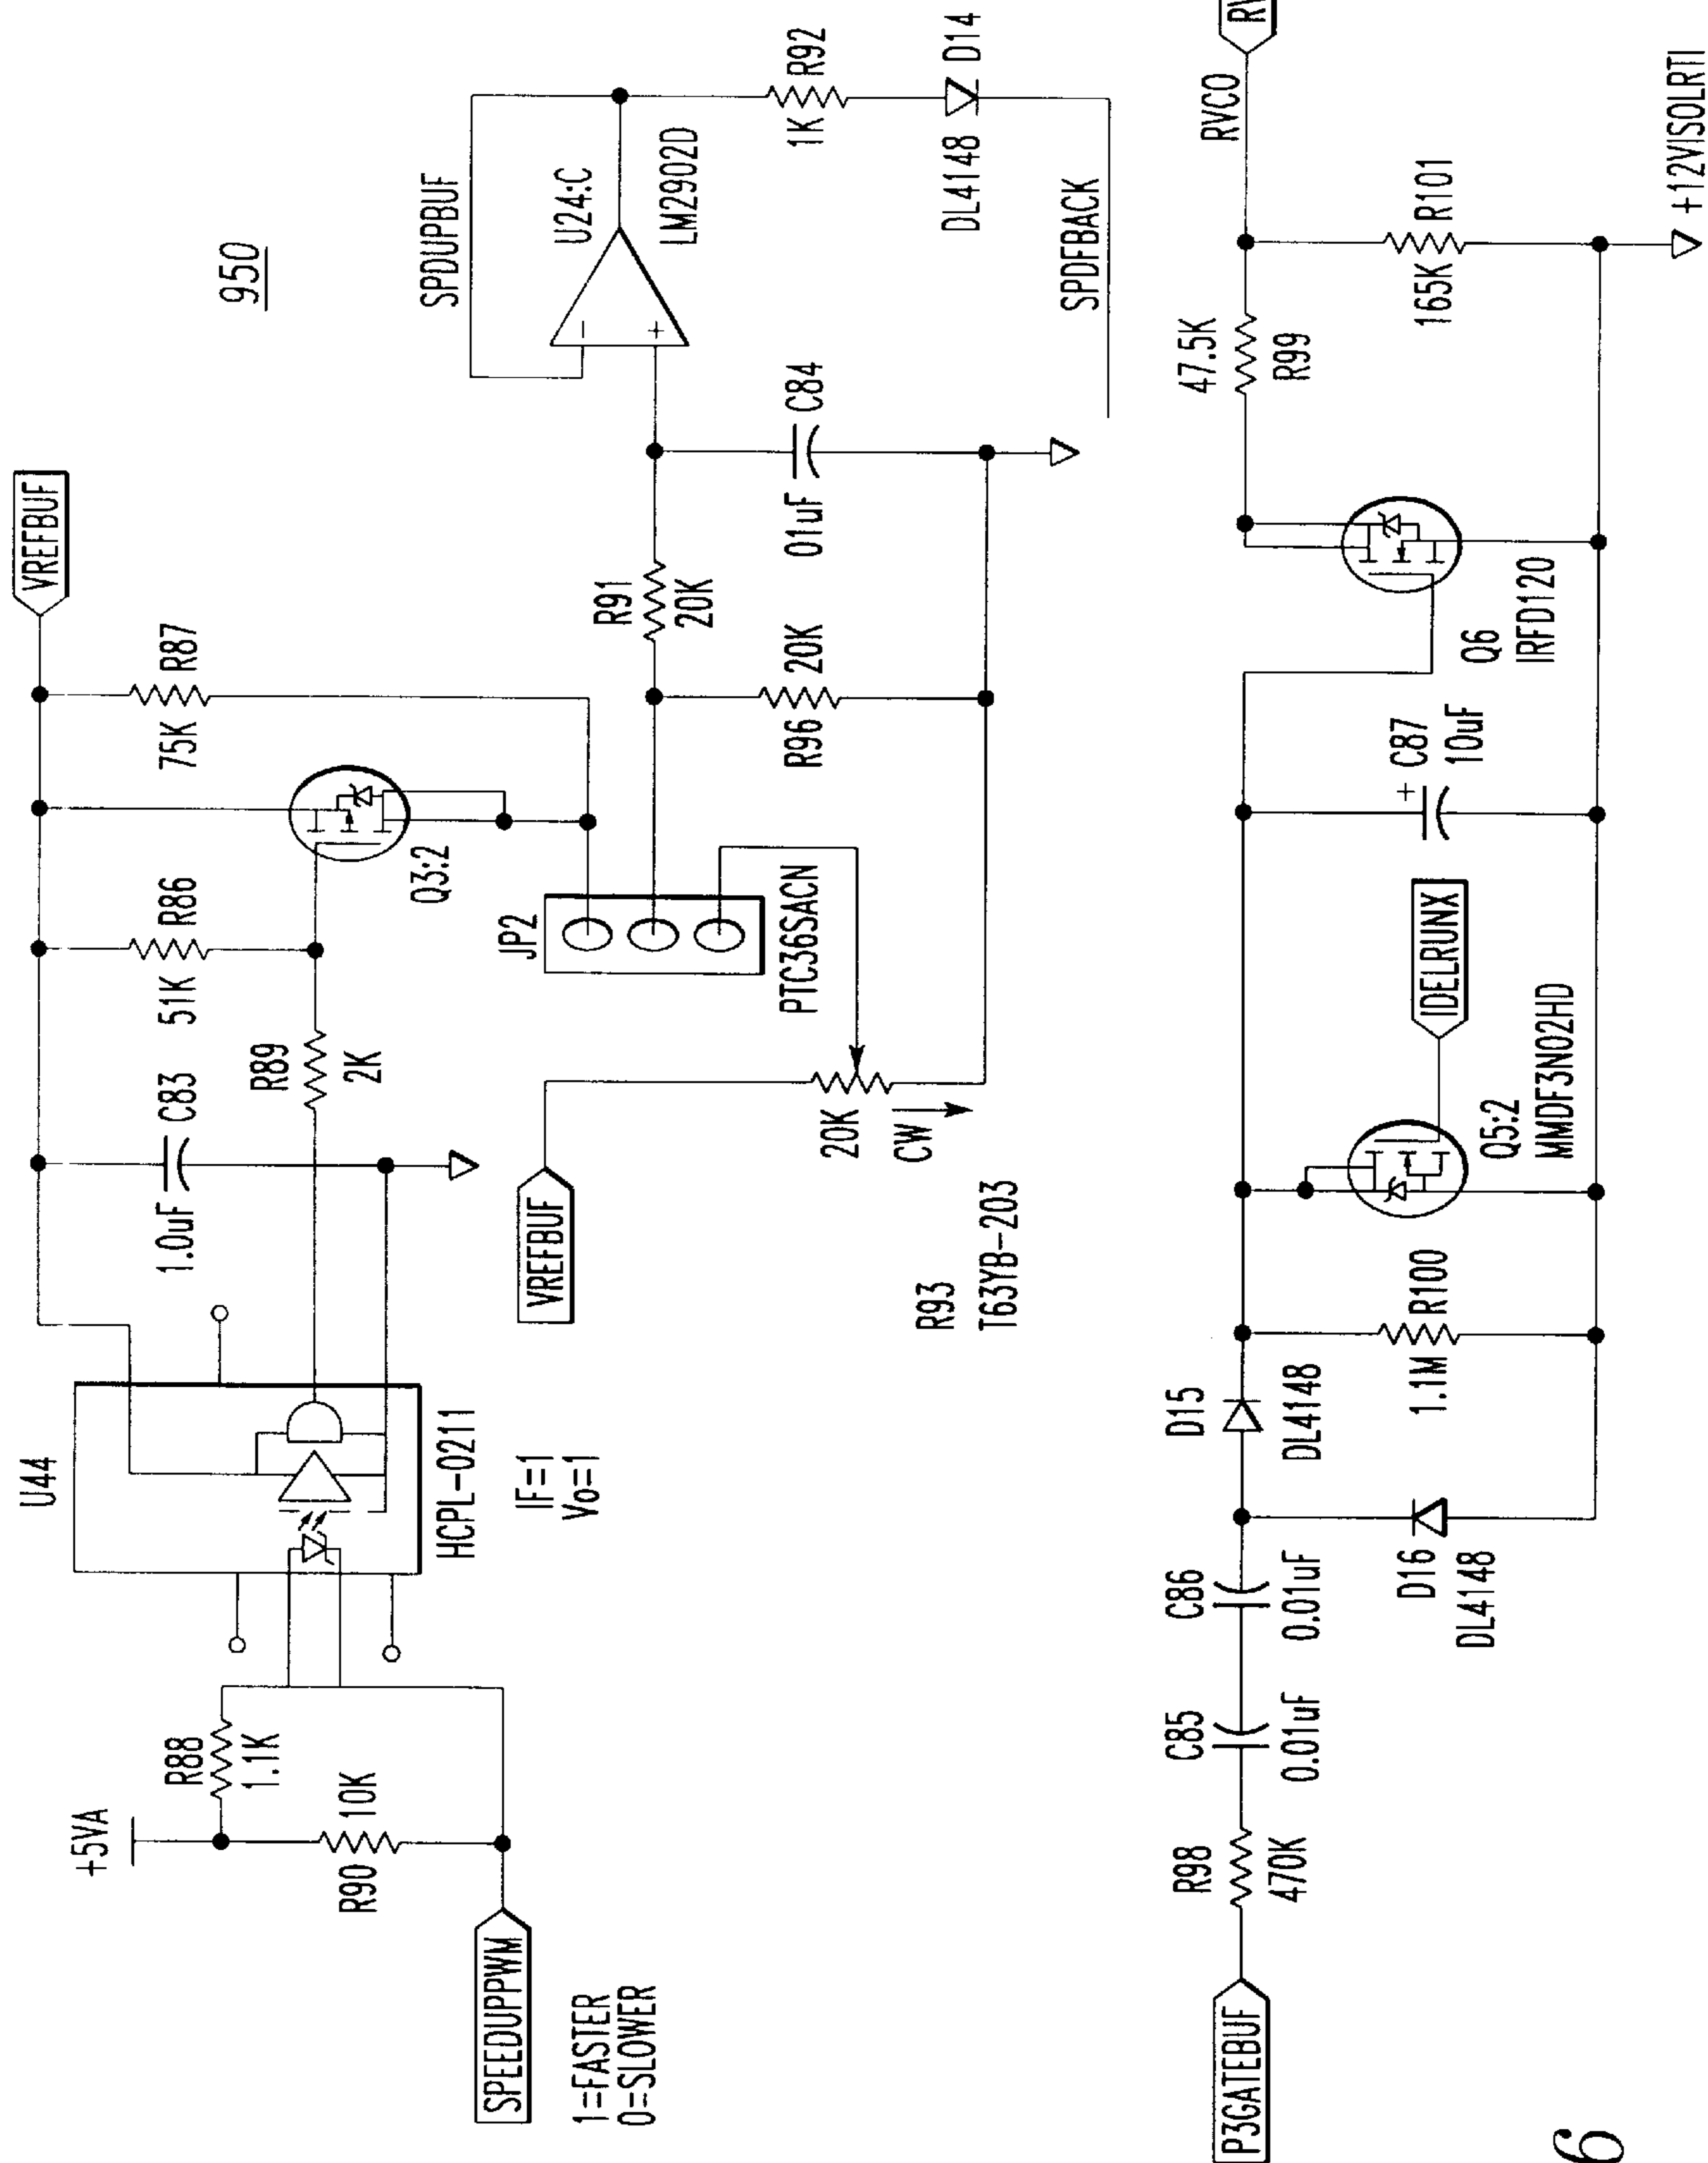 950
VREFBUF
U44
1.0uF C83
51K R86
75K R87
+5VA
R88
1.1K
R89
2K
Q3:2
SPDUPBUF
R90 10K
HCPL-0211
IF=1
Vo=1
JP2
U24:C
LM2902D
R91
20K
SPEEDUPPWM
1=FASTER
0=SLOWER
VREFBUF
PTC36SACN
R96 20K
01uF C84
1K R92
20K
CW
DL4148 D14
R93
T63YB-203
SPDFBACK
R98
470K
C85
0.01uF
C86
0.01uF
D15
DL4148
47.5K
R99
RVCO
RV
P3GATEBUF
D16
DL4148
1.1M R100
IDELRUNX
+ C87
10uF
165K R101
Q5:2
MMDF3N02HD
Q6
IRFD120
+12VISOLRTI
6